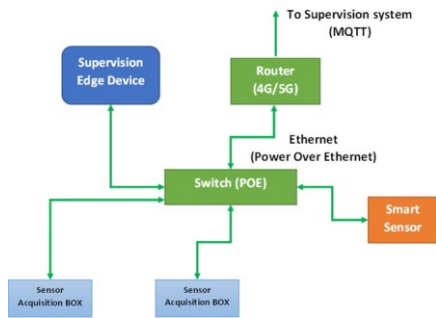 To Supervision system
(MQTT)
Supervision
Edge Device
Router
(4G/5G)
Ethernet
(Power Over Ethernet)
Switch (POE)
Smart
Sensor
Sensor
Acquisition BOX
Sensor
Acquisition BOX